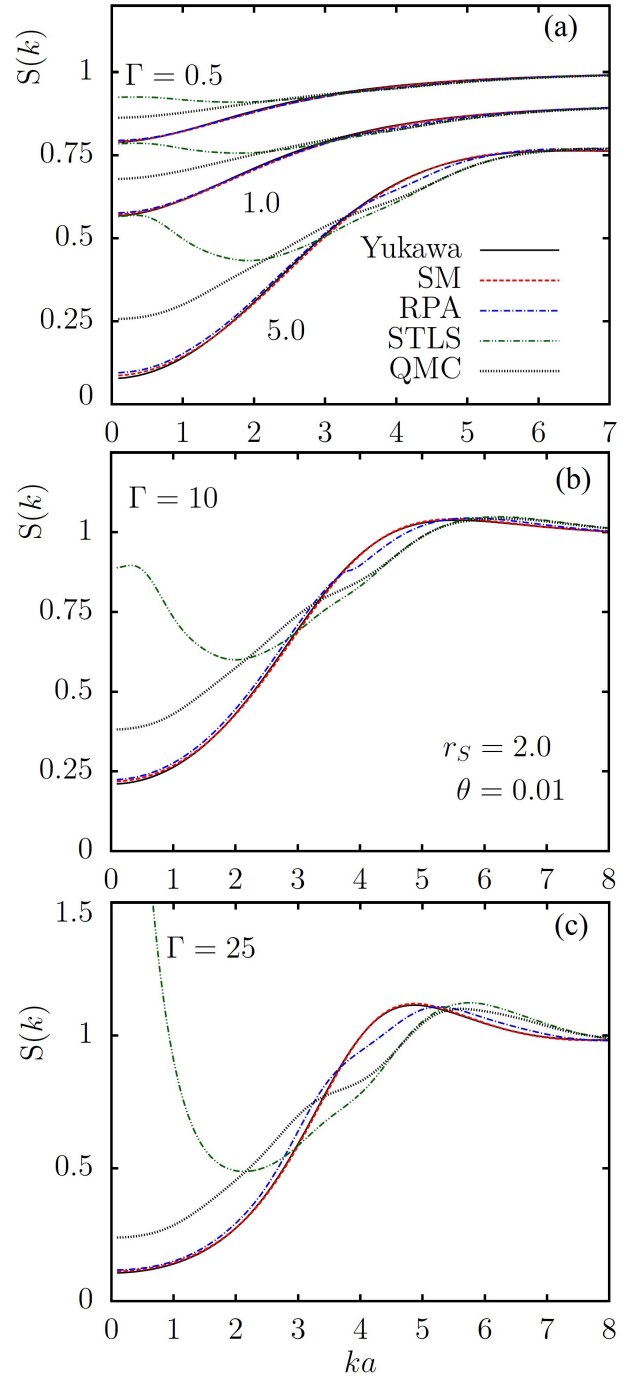 (a)
S(k)
Γ = 0.5
1
0.75
1.0
0.5
Yukawa
SM
RPA
0.25
5.0
STLS
QMC
0
0 1 2 3 4 5 6 7
(b)
S(k)
Γ = 10
1
0.75
0.5
r_S = 2.0
0.25
θ = 0.01
0
0 1 2 3 4 5 6 7 8
1.5
(c)
Γ = 25
S(k)
1
0.5
0
0 1 2 3 4 5 6 7 8
ka